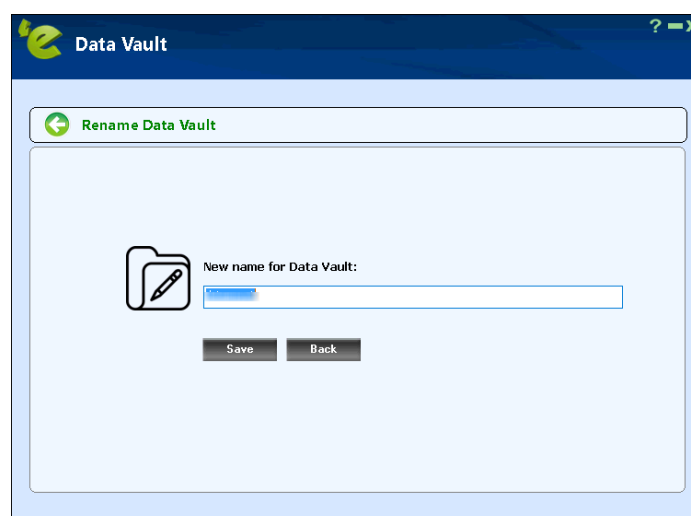 Data Vault
? — X
Rename Data Vault
New name for Data Vault:
Save Back